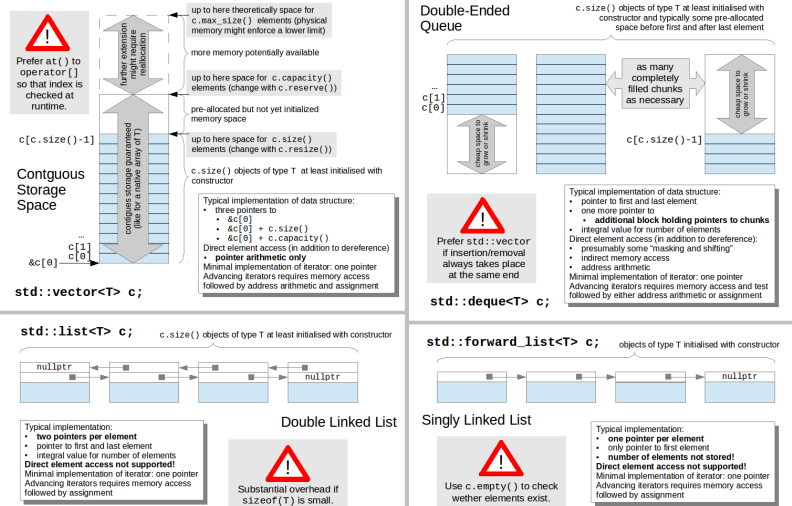 up to here theoretically space for
c.max_size() elements (physical
memory might enforce a lower limit)
further extension
might require
reallocation
Prefer at() to
operator[]
so that index is
checked at
runtime.
more memory potentially available
up to here space for c.capacity()
elements (change with c.reserve())
pre-allocated but not yet initialized
memory space
up to here space for c.size()
elements (change with c.resize())
c[c.size()-1]
c.size() objects of type T at least initialised with
constructor
contigues storage guaranteed
(like for a native array of T)
Contguous
Storage
Space
...
c[1]
c[0]
&c[0]
Typical implementation of data structure:
• three pointers to
• &c[0]
• &c[0] + c.size()
• &c[0] + c.capacity()
Direct element access (in addition to dereference):
• pointer arithmetic only
Minimal implementation of iterator: one pointer
Advancing iterators requires memory access
followed by address arithmetic and assignment
std::vector<T> c;
Double-Ended
Queue
c.size() objects of type T at least initialised with
constructor and typically some pre-allocated
space before first and after last element
...
c[1]
c[0]
cheap space to
grow or shrink
as many
completely
filled chunks
as necessary
cheap space to
grow or shrink
c[c.size()-1]
Prefer std::vector
if insertion/removal
always takes place
at the same end
Typical implementation of data structure:
• pointer to first and last element
• one more pointer to
• additional block holding pointers to chunks
• integral value for number of elements
Direct element access (in addition to dereference):
• presumably some "masking and shifting"
• indirect memory access
• address arithmetic
Minimal implementation of iterator: one pointer
Advancing iterators requires memory access and test
followed by either address arithmetic or assignment
std::deque<T> c;
std::list<T> c;
c.size() objects of type T at least initialised with constructor
nullptr
nullptr
Typical implementation:
• two pointers per element
• pointer to first and last element
• integral value for number of elements
Direct element access not supported!
Minimal implementation of iterator: one pointer
Advancing iterators requires memory access
followed by assignment
Double Linked List
Substantial overhead if
sizeof(T) is small.
std::forward_list<T> c;
objects of type T initialised with constructor
nullptr
Singly Linked List
Use c.empty() to check
wether elements exist.
Typical implementation:
• one pointer per element
• only pointer to first element
• number of elements not stored!
Direct element access not supported!
Minimal implementation of iterator: one pointer
Advancing iterators requires memory access
followed by assignment